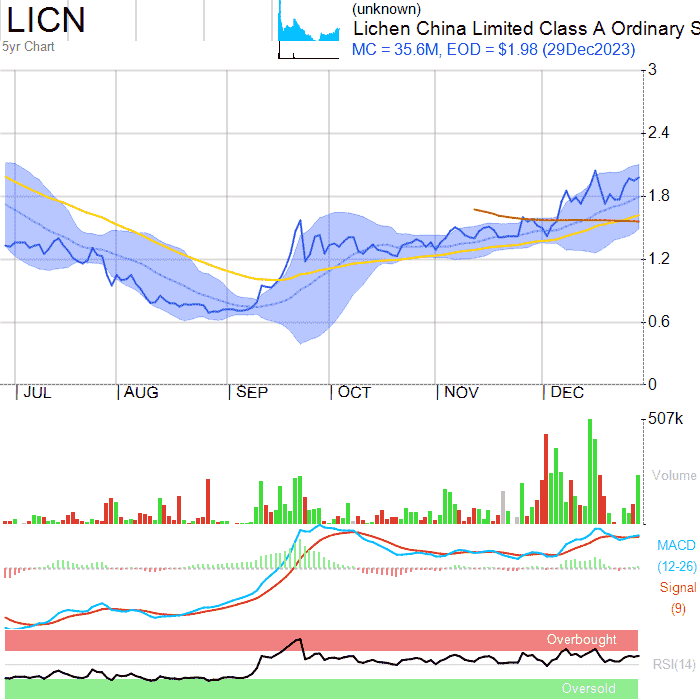 LICN
5yr Chart
(unknown)
Lichen China Limited Class A Ordinary S
MC = 35.6M, EOD = $1.98 (29Dec2023)
3
2.4
1.8
1.2
0.6
0
JUL AUG SEP OCT NOV DEC
507k
Volume
MACD
(12-26)
Signal
(9)
Overbought
RSI(14)
Oversold